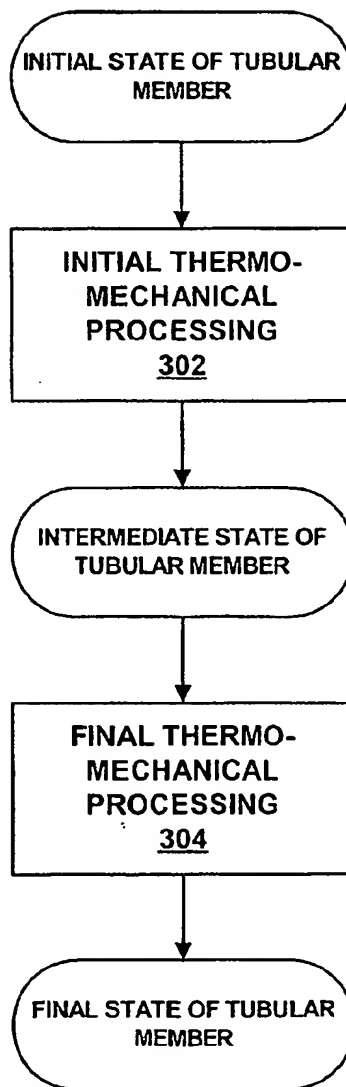 INITIAL STATE OF TUBULAR
MEMBER
INITIAL THERMO-
MECHANICAL
PROCESSING
302
INTERMEDIATE STATE OF
TUBULAR MEMBER
FINAL THERMO-
MECHANICAL
PROCESSING
304
FINAL STATE OF TUBULAR
MEMBER